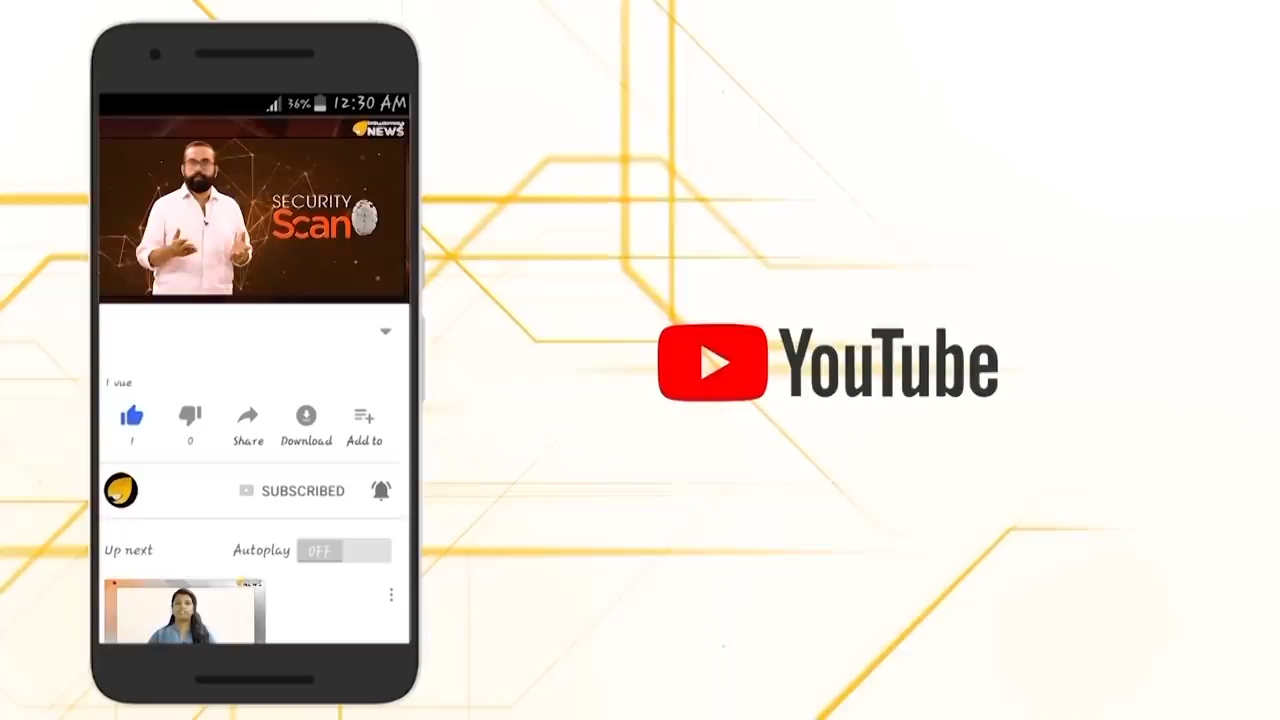 36% 12:30 AM
NEWS
SECURITY
Scan
1 vue
1 0 Share Download Add to
SUBSCRIBED
Up next Autoplay OFF
NEWS
YouTube